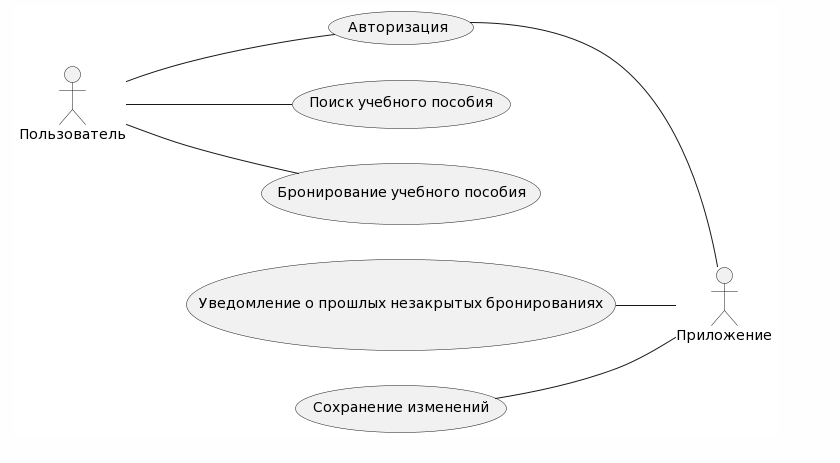 Авторизация
Поиск учебного пособия
Пользователь
Бронирование учебного пособия
Уведомление о прошлых незакрытых бронированиях
Приложение
Сохранение изменений